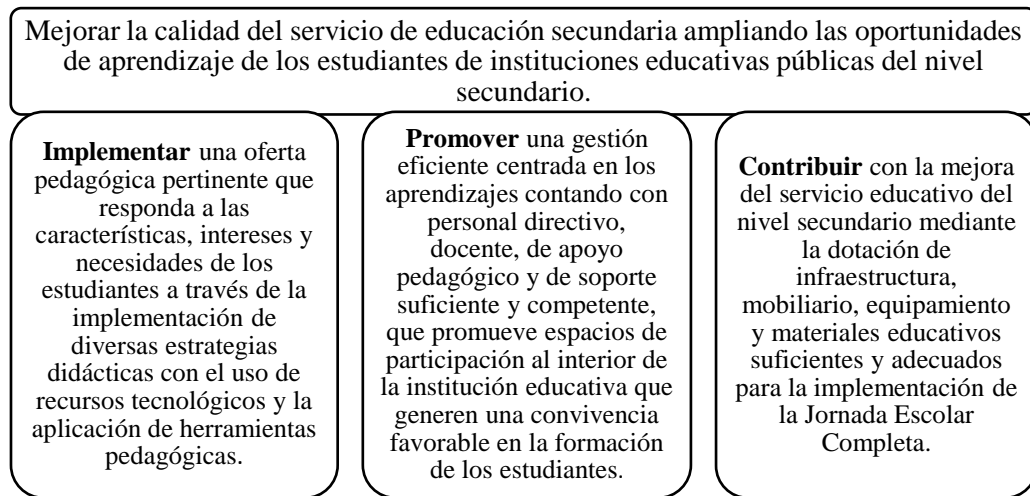 Mejorar la calidad del servicio de educación secundaria ampliando las oportunidades
de aprendizaje de los estudiantes de instituciones educativas públicas del nivel
secundario.
Implementar una oferta
pedagógica pertinente que
responda a las
características, intereses y
necesidades de los
estudiantes a través de la
implementación de
diversas estrategias
didácticas con el uso de
recursos tecnológicos y la
aplicación de herramientas
pedagógicas.
Promover una gestión
eficiente centrada en los
aprendizajes contando con
personal directivo,
docente, de apoyo
pedagógico y de soporte
suficiente y competente,
que promueve espacios de
participación al interior de
la institución educativa que
generen una convivencia
favorable en la formación
de los estudiantes.
Contribuir con la mejora
del servicio educativo del
nivel secundario mediante
la dotación de
infraestructura,
mobiliario, equipamiento
y materiales educativos
suficientes y adecuados
para la implementación de
la Jornada Escolar
Completa.